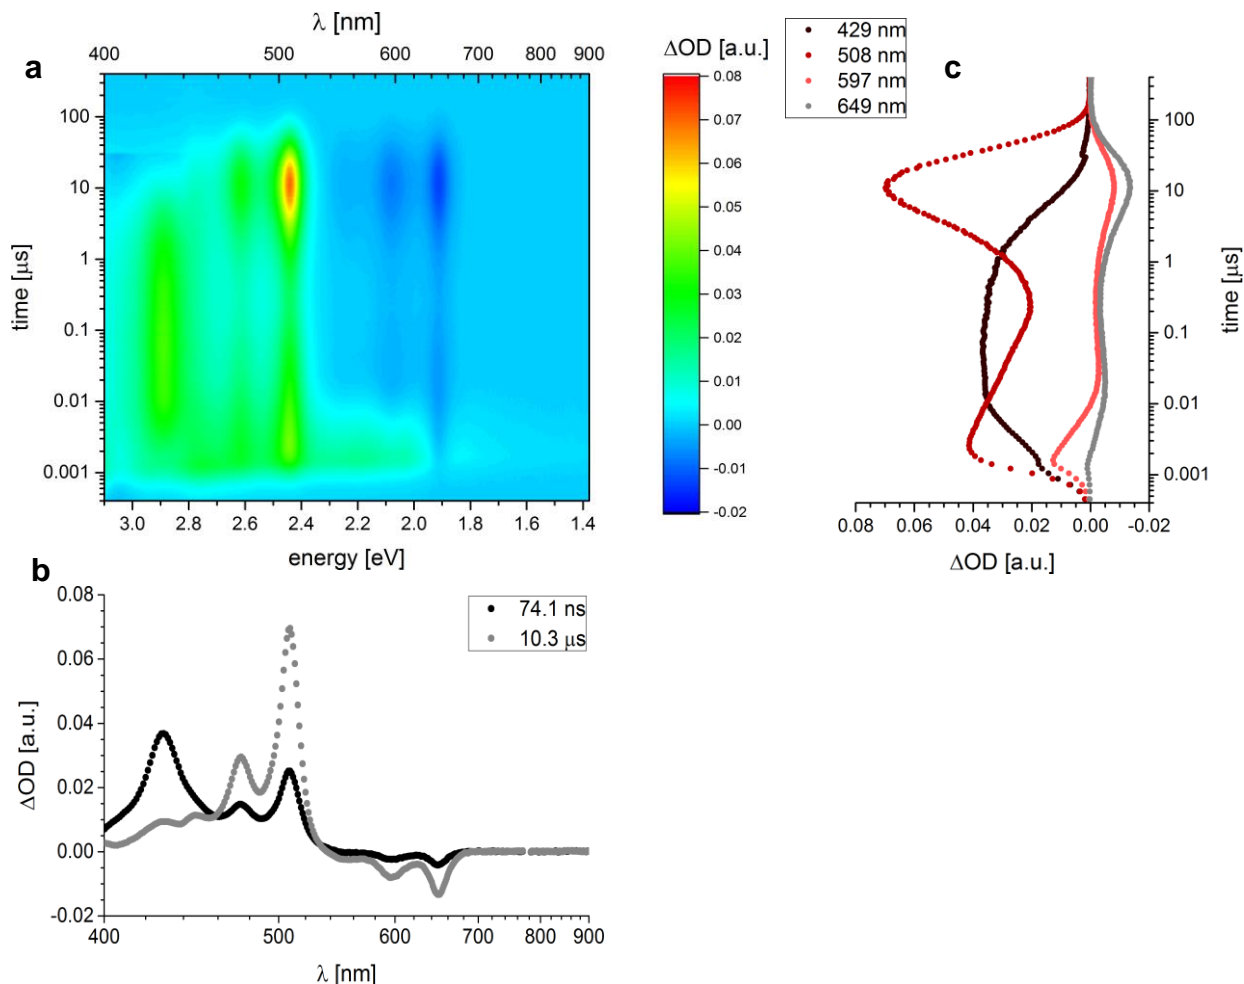 λ [nm]
400 500 600 700 800 900
a
time [μs]
100
10
1
0.1
0.01
0.001
3.0 2.8 2.6 2.4 2.2 2.0 1.8 1.6 1.4
energy [eV]
ΔOD [a.u.]
0.08
0.07
0.06
0.05
0.04
0.03
0.02
0.01
0.00
-0.01
-0.02
429 nm
508 nm
597 nm
649 nm
c
100
10
1
0.1
0.01
0.001
time [μs]
0.08 0.06 0.04 0.02 0.00 -0.02
ΔOD [a.u.]
b
0.08
0.06
0.04
0.02
0.00
-0.02
ΔOD [a.u.]
74.1 ns
10.3 μs
400 500 600 700 800 900
λ [nm]